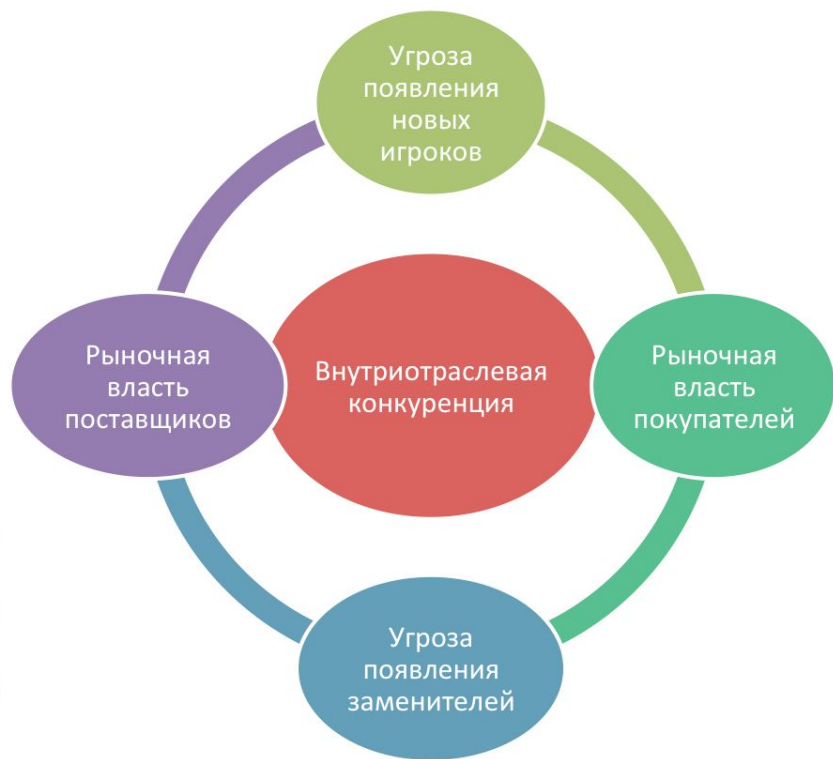 Угроза
появления
новых
игроков
Рыночная
власть
поставщиков
Внутриотраслевая
конкуренция
Рыночная
власть
покупателей
Угроза
появления
заменителей